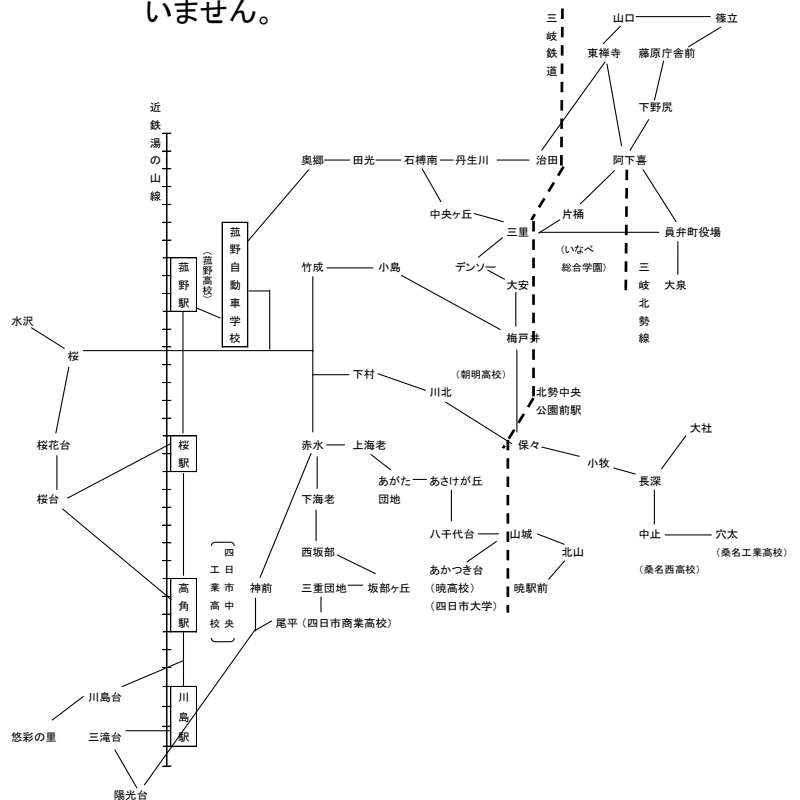 いません。
三岐鉄道
山口
篠立
東禅寺
藤原庁舎前
近鉄湯の山線
下野尻
奥郷
田光
石榑南
丹生川
治田
阿下喜
中央ヶ丘
片桶
三里
員弁町役場
菰野自動車学校
(菰野高校)
菰野駅
竹成
小島
デンソー
(いなべ
総合学園)
大安
三岐北勢線
大泉
水沢
桜
梅戸井
下村
(朝明高校)
川北
北勢中央
公園前駅
桜花台
桜駅
赤水
上海老
保々
大社
小牧
長深
桜台
あがた
団地
あさけが丘
下海老
八千代台
山城
中止
穴太
(桑名工業高校)
(桑名西高校)
四日市中央
工業高校
西坂部
北山
高角駅
神前
三重団地
坂部ヶ丘
あかつき台
(暁高校)
(四日市大学)
暁駅前
尾平(四日市商業高校)
川島台
川島駅
悠彩の里
三滝台
陽光台